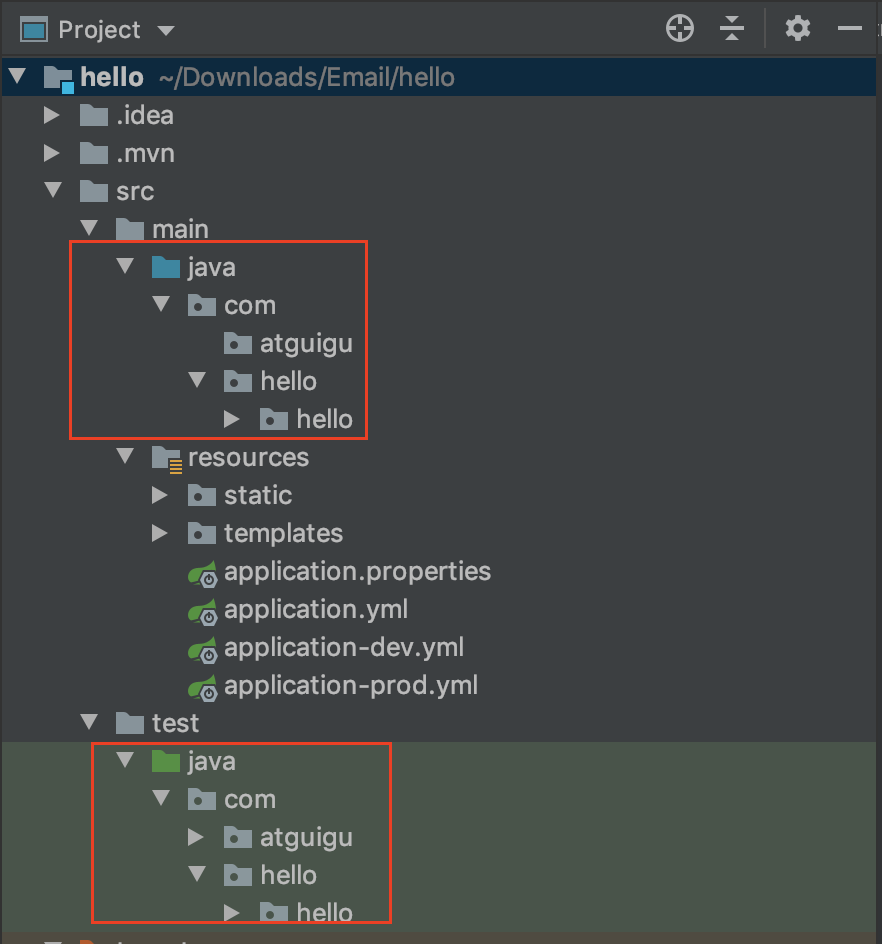 Project
hello ~/Downloads/Email/hello
.idea
.mvn
src
main
java
com
atguigu
hello
hello
resources
static
templates
application.properties
application.yml
application-dev.yml
application-prod.yml
test
java
com
atguigu
hello
hello